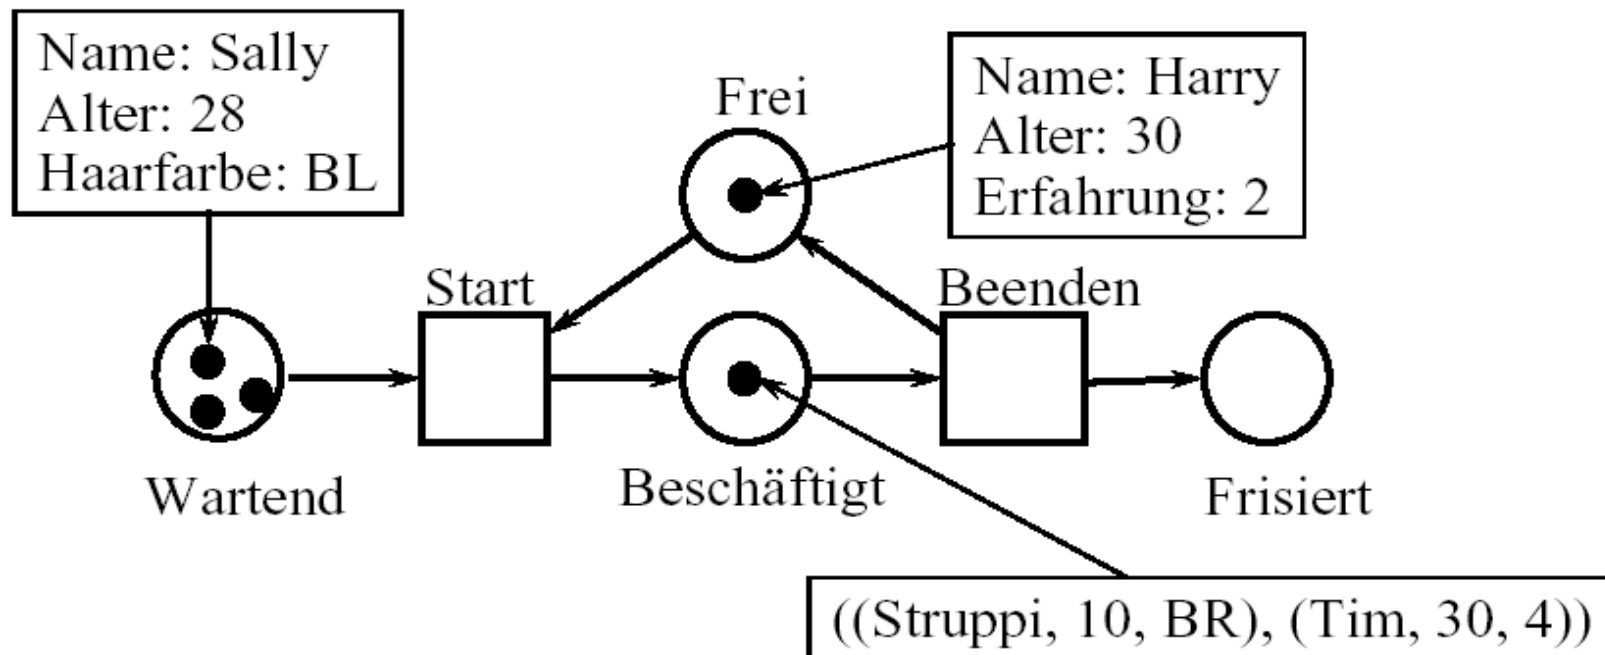 Name: Sally
Alter: 28
Haarfarbe: BL
Frei
Name: Harry
Alter: 30
Erfahrung: 2
Start
Beenden
Wartend
Beschäftigt
Frisiert
((Struppi, 10, BR), (Tim, 30, 4))